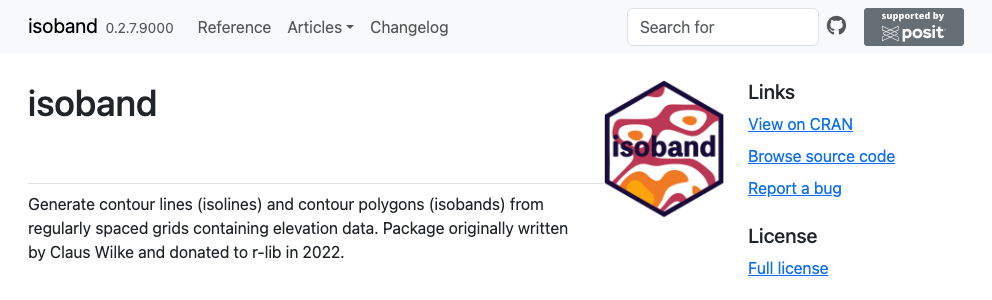 isoband 0.2.7.9000 Reference Articles Changelog Search for supported by
posit
isoband
isoband
Generate contour lines (isolines) and contour polygons (isobands) from
regularly spaced grids containing elevation data. Package originally written
by Claus Wilke and donated to r-lib in 2022.
Links
View on CRAN
Browse source code
Report a bug
License
Full license